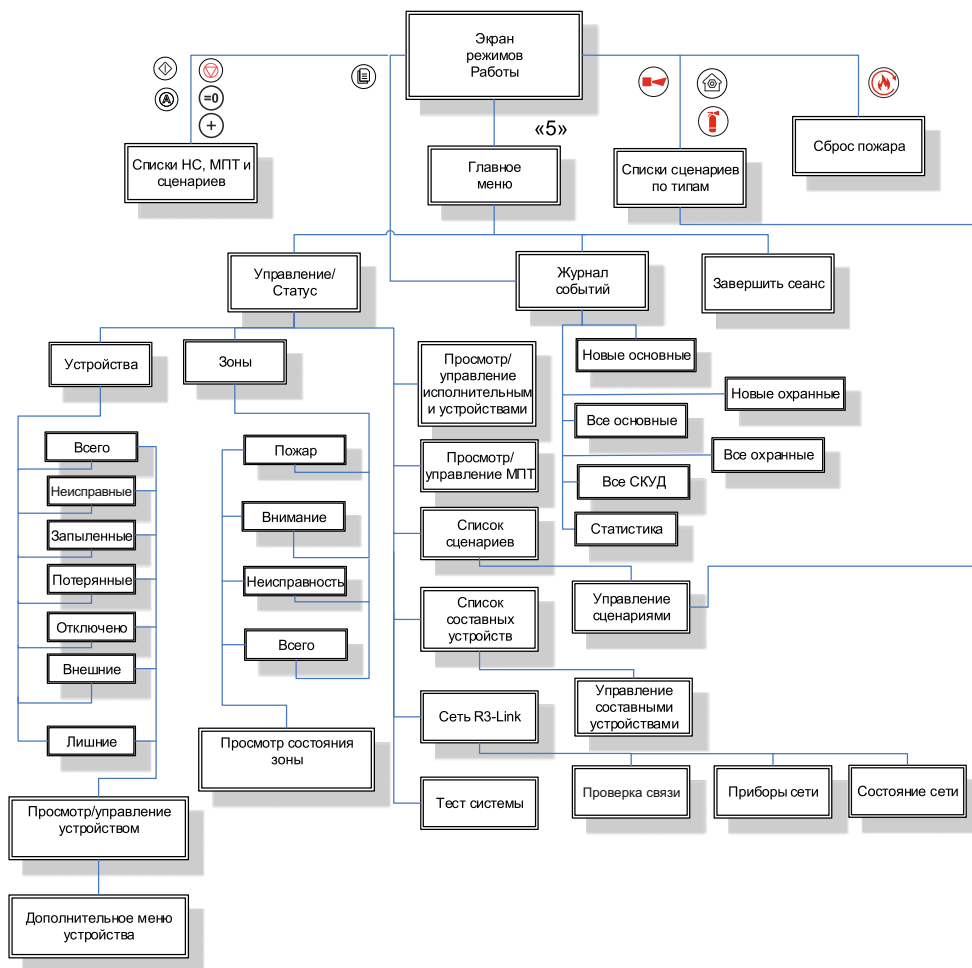 Экран
режимов
Работы
=0
+
«5»
Списки НС, МПТ и
сценариев
Главное
меню
Списки сценариев
по типам
Сброс пожара
Управление/
Статус
Журнал
событий
Завершить сеанс
Устройства
Зоны
Просмотр/
управление
исполнительным
и устройствами
Новые основные
Новые охранные
Все основные
Все охранные
Все СКУД
Статистика
Всего
Неисправные
Запыленные
Потерянные
Отключено
Внешние
Лишние
Пожар
Внимание
Неисправность
Всего
Просмотр/
управление МПТ
Список
сценариев
Управление
сценариями
Список
составных
устройств
Управление
составными
устройствами
Сеть R3-Link
Просмотр состояния
зоны
Проверка связи
Приборы сети
Состояние сети
Тест системы
Просмотр/управление
устройством
Дополнительное меню
устройства